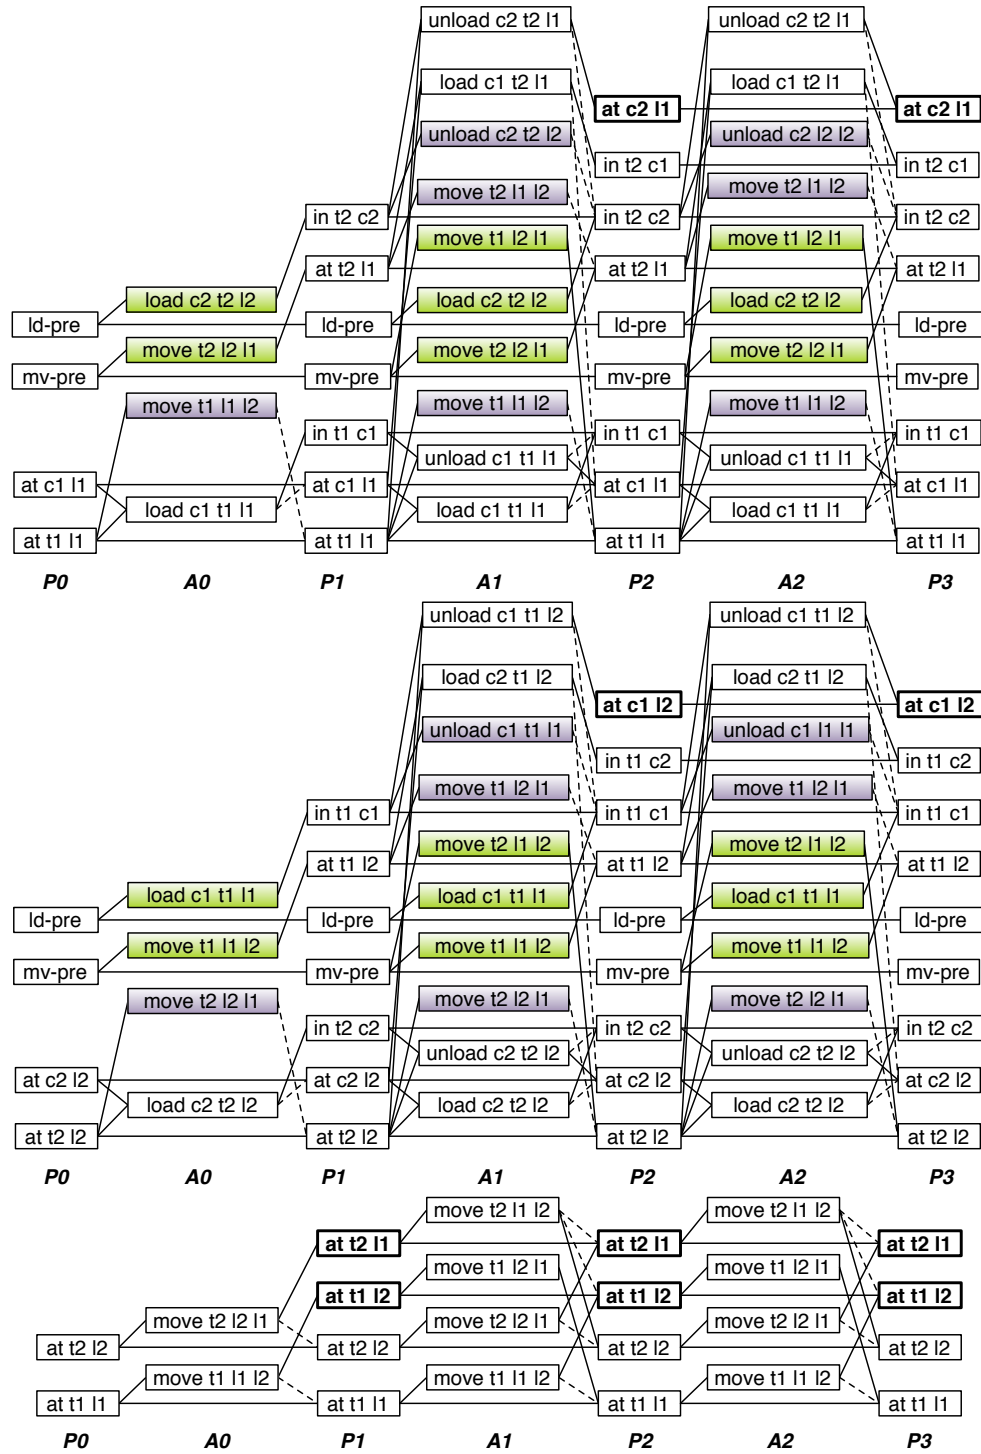 unload c2 t2 l1
unload c2 t2 l1
load c1 t2 l1
load c1 t2 l1
at c2 l1
at c2 l1
unload c2 t2 l2
unload c2 l2 l2
in t2 c1
in t2 c1
move t2 l1 l2
move t2 l1 l2
in t2 c2
in t2 c2
in t2 c2
move t1 l2 l1
move t1 l2 l1
at t2 l1
at t2 l1
at t2 l1
load c2 t2 l2
load c2 t2 l2
load c2 t2 l2
ld-pre
ld-pre
ld-pre
ld-pre
move t2 l2 l1
move t2 l2 l1
move t2 l2 l1
mv-pre
mv-pre
mv-pre
mv-pre
move t1 l1 l2
move t1 l1 l2
move t1 l1 l2
in t1 c1
in t1 c1
in t1 c1
unload c1 t1 l1
unload c1 t1 l1
at c1 l1
at c1 l1
at c1 l1
at c1 l1
load c1 t1 l1
load c1 t1 l1
load c1 t1 l1
at t1 l1
at t1 l1
at t1 l1
at t1 l1
P0 A0 P1 A1 P2 A2 P3
unload c1 t1 l2
unload c1 t1 l2
load c2 t1 l2
load c2 t1 l2
at c1 l2
at c1 l2
unload c1 t1 l1
unload c1 l1 l1
in t1 c2
in t1 c2
move t1 l2 l1
move t1 l2 l1
in t1 c1
in t1 c1
in t1 c1
move t2 l1 l2
move t2 l1 l2
at t1 l2
at t1 l2
at t1 l2
load c1 t1 l1
load c1 t1 l1
load c1 t1 l1
ld-pre
ld-pre
ld-pre
ld-pre
move t1 l1 l2
move t1 l1 l2
move t1 l1 l2
mv-pre
mv-pre
mv-pre
mv-pre
move t2 l2 l1
move t2 l2 l1
move t2 l2 l1
in t2 c2
in t2 c2
in t2 c2
unload c2 t2 l2
unload c2 t2 l2
at c2 l2
at c2 l2
at c2 l2
at c2 l2
load c2 t2 l2
load c2 t2 l2
load c2 t2 l2
at t2 l2
at t2 l2
at t2 l2
at t2 l2
P0 A0 P1 A1 P2 A2 P3
move t2 l1 l2
move t2 l1 l2
at t2 l1
at t2 l1
at t2 l1
move t1 l2 l1
move t1 l2 l1
at t1 l2
at t1 l2
at t1 l2
move t2 l2 l1
move t2 l2 l1
move t2 l2 l1
at t2 l2
at t2 l2
at t2 l2
at t2 l2
move t1 l1 l2
move t1 l1 l2
move t1 l1 l2
at t1 l1
at t1 l1
at t1 l1
at t1 l1
P0 A0 P1 A1 P2 A2 P3